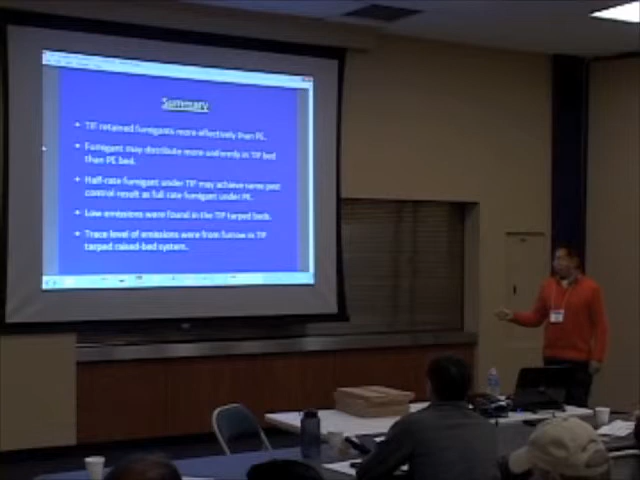 Summary
• TIF retained fumigants more effectively than PE.
• Fumigant may distribute more uniformly in TIF bed
than PE bed.
• Half-rate fumigant under TIF may achieve same pest
control result as full rate fumigant under PE.
• Low emissions were found in the TIF tarped beds.
• Trace level of emissions were from furrow in TIF
tarped raised-bed system.